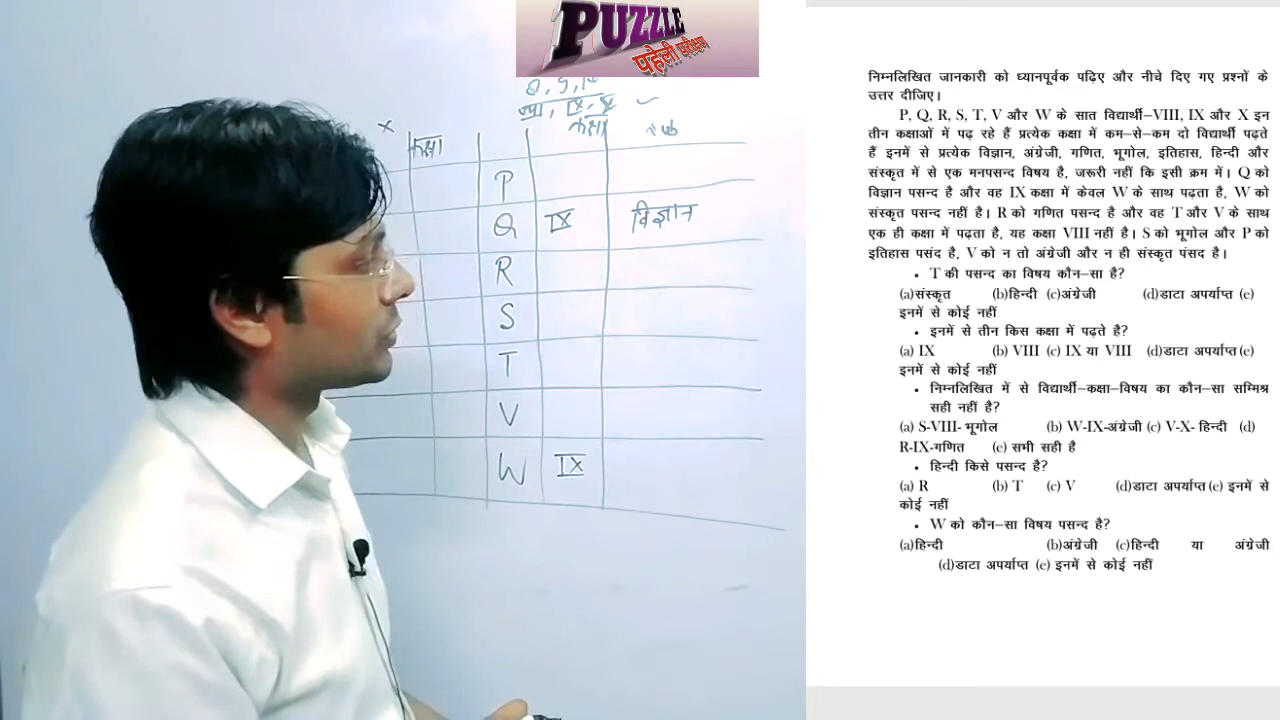 PUZZLE
पहेली परीक्षण
Q, S, R
VIII, IX, X
कक्षा
कक्षा
P
Q IX विज्ञान
R
S
T
V
W IX
निम्नलिखित जानकारी को ध्यानपूर्वक पढ़िए और नीचे दिए गए प्रश्नों के
उत्तर दीजिए।
P, Q, R, S, T, V और W के सात विद्यार्थी–VIII, IX और X इन
तीन कक्षाओं में पढ़ रहे हैं प्रत्येक कक्षा में कम–से–कम दो विद्यार्थी पढ़ते
हैं इनमें से प्रत्येक विज्ञान, अंग्रेजी, गणित, भूगोल, इतिहास, हिन्दी और
संस्कृत में से एक मनपसन्द विषय है, जरूरी नहीं कि इसी क्रम में। Q को
विज्ञान पसन्द है और वह IX कक्षा में केवल W के साथ पढ़ता है, W को
संस्कृत पसन्द नहीं है। R को गणित पसन्द है और वह T और V के साथ
एक ही कक्षा में पढ़ता है, यह कक्षा VIII नहीं है। S को भूगोल और P को
इतिहास पसंद है, V को न तो अंग्रेजी और न ही संस्कृत पंसद है।
• T की पसन्द का विषय कौन–सा है?
(a)संस्कृत (b)हिन्दी (c)अंग्रेजी (d)डाटा अपर्याप्त (e)
इनमें से कोई नहीं
• इनमें से तीन किस कक्षा में पढ़ते है?
(a) IX (b) VIII (c) IX या VIII (d)डाटा अपर्याप्त (e)
इनमें से कोई नहीं
• निम्नलिखित में से विद्यार्थी–कक्षा–विषय का कौन–सा सम्मिश्र
सही नहीं है?
(a) S-VIII- भूगोल (b) W-IX-अंग्रेजी (c) V-X- हिन्दी (d)
R-IX-गणित (e) सभी सही है
• हिन्दी किसे पसन्द है?
(a) R (b) T (c) V (d)डाटा अपर्याप्त (e) इनमें से
कोई नहीं
• W को कौन–सा विषय पसन्द है?
(a)हिन्दी (b)अंग्रेजी (c)हिन्दी या अंग्रेजी
(d)डाटा अपर्याप्त (e) इनमें से कोई नहीं